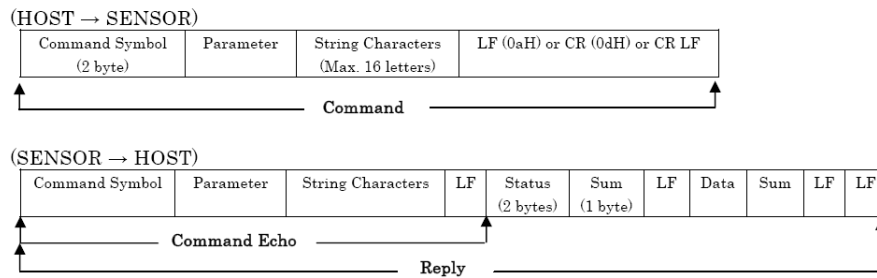 (HOST → SENSOR)
Command Symbol Parameter String Characters LF (0aH) or CR (0dH) or CR LF
(2 byte) (Max. 16 letters)
Command
(SENSOR → HOST)
Command Symbol Parameter String Characters LF Status Sum LF Data Sum LF LF
(2 bytes) (1 byte)
Command Echo
Reply